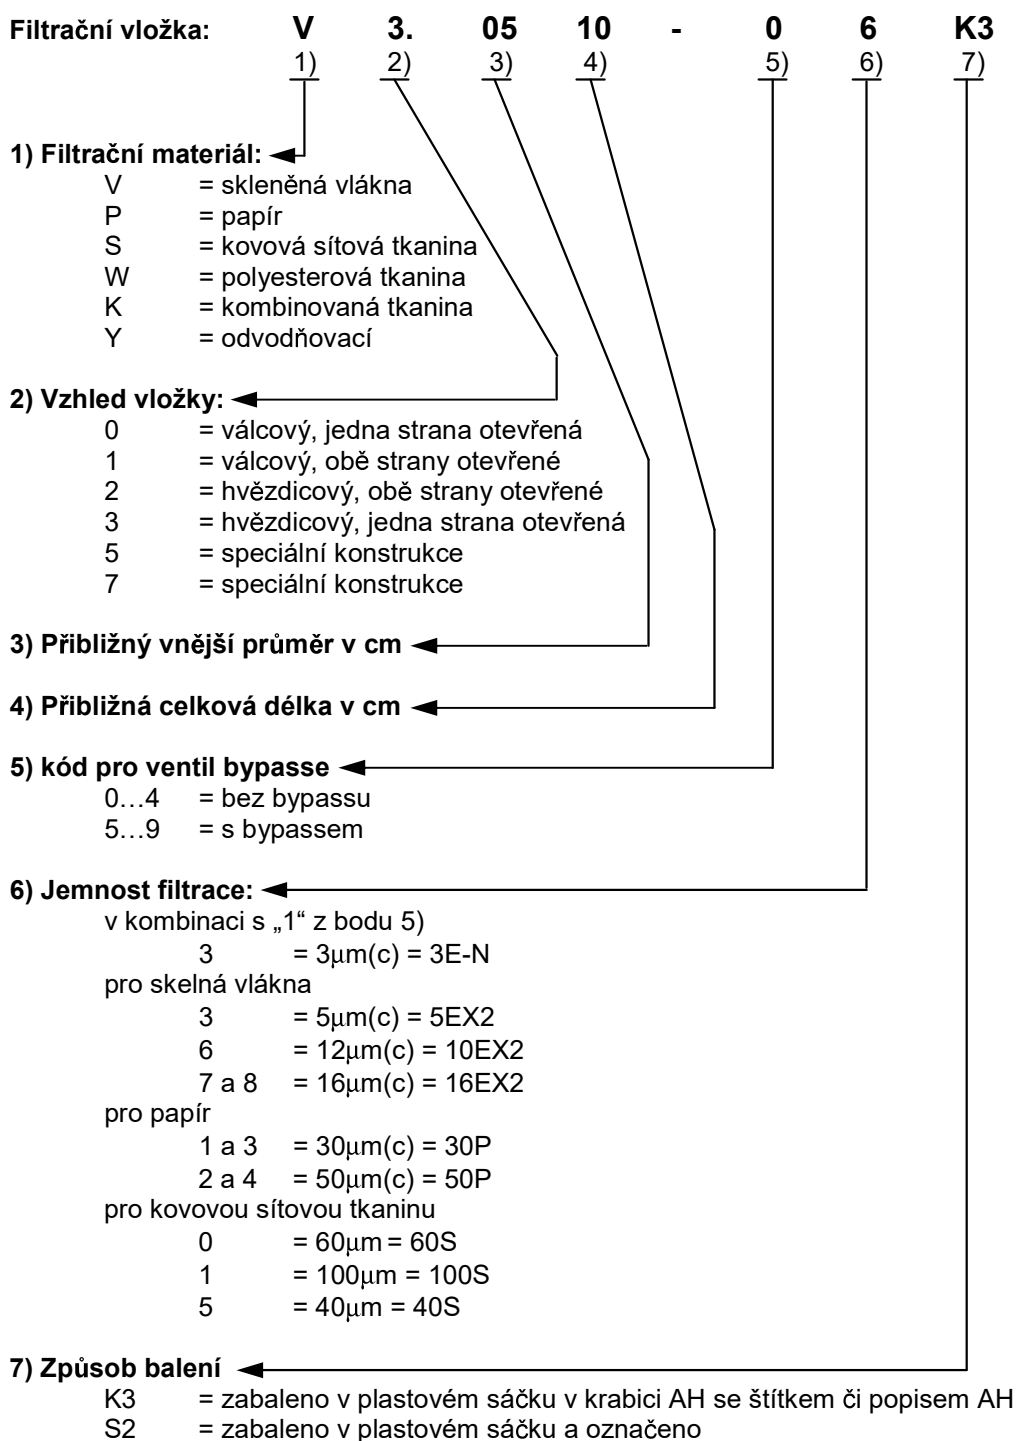 Filtrační vložka: V 3. 05 10 - 0 6 K3
1) 2) 3) 4) 5) 6) 7)
1) Filtrační materiál:
V = skleněná vlákna
P = papír
S = kovová sítová tkanina
W = polyesterová tkanina
K = kombinovaná tkanina
Y = odvodňovací
2) Vzhled vložky:
0 = válcový, jedna strana otevřená
1 = válcový, obě strany otevřené
2 = hvězdicový, obě strany otevřené
3 = hvězdicový, jedna strana otevřená
5 = speciální konstrukce
7 = speciální konstrukce
3) Přibližný vnější průměr v cm
4) Přibližná celková délka v cm
5) kód pro ventil bypasse
0…4 = bez bypassu
5…9 = s bypassem
6) Jemnost filtrace:
v kombinaci s „1“ z bodu 5)
3 = 3μm(c) = 3E-N
pro skelná vlákna
3 = 5μm(c) = 5EX2
6 = 12μm(c) = 10EX2
7 a 8 = 16μm(c) = 16EX2
pro papír
1 a 3 = 30μm(c) = 30P
2 a 4 = 50μm(c) = 50P
pro kovovou sítovou tkaninu
0 = 60μm = 60S
1 = 100μm = 100S
5 = 40μm = 40S
7) Způsob balení
K3 = zabaleno v plastovém sáčku v krabici AH se štítkem či popisem AH
S2 = zabaleno v plastovém sáčku a označeno